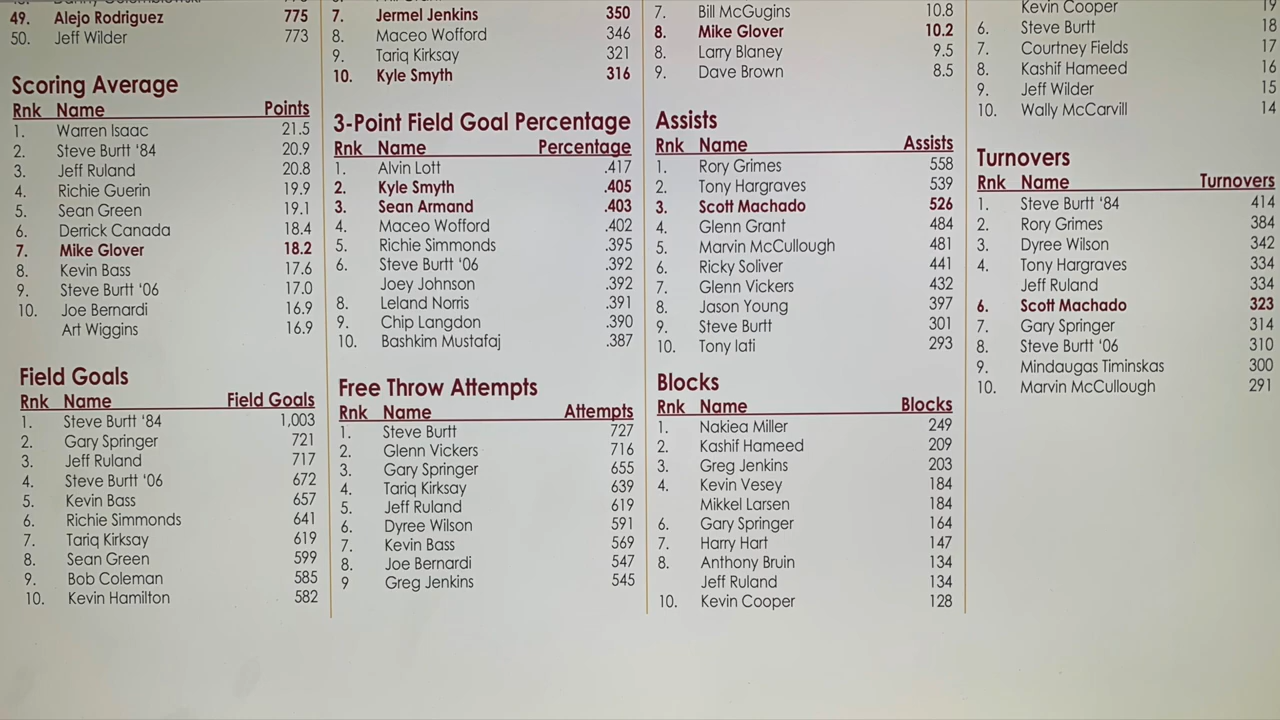 49. Alejo Rodriguez 775
50. Jeff Wilder 773
Scoring Average
Rnk Name Points
1. Warren Isaac 21.5
2. Steve Burtt '84 20.9
3. Jeff Ruland 20.8
4. Richie Guerin 19.9
5. Sean Green 19.1
6. Derrick Canada 18.4
7. Mike Glover 18.2
8. Kevin Bass 17.6
9. Steve Burtt '06 17.0
10. Joe Bernardi 16.9
Art Wiggins 16.9
Field Goals
Rnk Name Field Goals
1. Steve Burtt '84 1,003
2. Gary Springer 721
3. Jeff Ruland 717
4. Steve Burtt '06 672
5. Kevin Bass 657
6. Richie Simmonds 641
7. Tariq Kirksay 619
8. Sean Green 599
9. Bob Coleman 585
10. Kevin Hamilton 582
7. Jermel Jenkins 350
8. Maceo Wofford 346
9. Tariq Kirksay 321
10. Kyle Smyth 316
3-Point Field Goal Percentage
Rnk Name Percentage
1. Alvin Lott .417
2. Kyle Smyth .405
3. Sean Armand .403
4. Maceo Wofford .402
5. Richie Simmonds .395
6. Steve Burtt '06 .392
Joey Johnson .392
8. Leland Norris .391
9. Chip Langdon .390
10. Bashkim Mustafaj .387
Free Throw Attempts
Rnk Name Attempts
1. Steve Burtt 727
2. Glenn Vickers 716
3. Gary Springer 655
4. Tariq Kirksay 639
5. Jeff Ruland 619
6. Dyree Wilson 591
7. Kevin Bass 569
8. Joe Bernardi 547
9 Greg Jenkins 545
7. Bill McGugins 10.8
8. Mike Glover 10.2
8. Larry Blaney 9.5
9. Dave Brown 8.5
Assists
Rnk Name Assists
1. Rory Grimes 558
2. Tony Hargraves 539
3. Scott Machado 526
4. Glenn Grant 484
5. Marvin McCullough 481
6. Ricky Soliver 441
7. Glenn Vickers 432
8. Jason Young 397
9. Steve Burtt 301
10. Tony Iati 293
Blocks
Rnk Name Blocks
1. Nakiea Miller 249
2. Kashif Hameed 209
3. Greg Jenkins 203
4. Kevin Vesey 184
Mikkel Larsen 184
6. Gary Springer 164
7. Harry Hart 147
8. Anthony Bruin 134
Jeff Ruland 134
10. Kevin Cooper 128
Kevin Cooper 19
6. Steve Burtt 18
7. Courtney Fields 17
8. Kashif Hameed 16
9. Jeff Wilder 15
10. Wally McCarvill 14
Turnovers
Rnk Name Turnovers
1. Steve Burtt '84 414
2. Rory Grimes 384
3. Dyree Wilson 342
4. Tony Hargraves 334
Jeff Ruland 334
6. Scott Machado 323
7. Gary Springer 314
8. Steve Burtt '06 310
9. Mindaugas Timinskas 300
10. Marvin McCullough 291